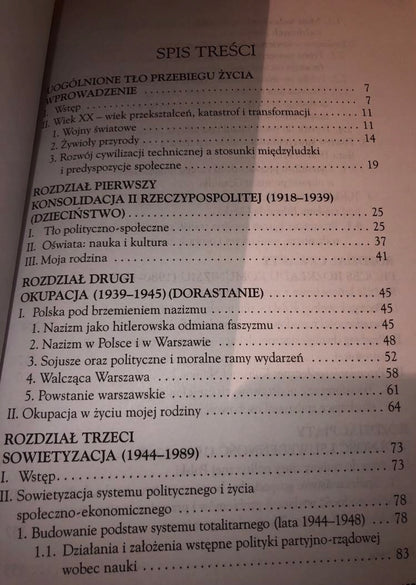 SPIS TREŚCI
UOGÓLNIONE TŁO PRZEBIEGU ŻYCIA
WPROWADZENIE 7
I. Wstęp 7
II. Wiek XX – wiek przekształceń, katastrof i transformacji 11
1. Wojny światowe 11
2. Żywioły przyrody 14
3. Rozwój cywilizacji technicznej a stosunki międzyludzki
i predyspozycje społeczne 19
ROZDZIAŁ PIERWSZY
KONSOLIDACJA II RZECZYPOSPOLITEJ (1918–1939)
(DZIECIŃSTWO) 25
I. Tło polityczno-społeczne 25
II. Oświata: nauka i kultura 37
III. Moja rodzina 41
ROZDZIAŁ DRUGI
OKUPACJA (1939–1945) (DORASTANIE) 45
I. Polska pod brzemieniem nazizmu 45
1. Nazizm jako hitlerowska odmiana faszyzmu 45
2. Nazizm w Polsce i w Warszawie 48
3. Sojusze oraz polityczne i moralne ramy wydarzeń 52
4. Walcząca Warszawa 58
5. Powstanie warszawskie 61
II. Okupacja w życiu mojej rodziny 64
ROZDZIAŁ TRZECI
SOWIETYZACJA (1944–1989) 73
I. Wstęp 73
II. Sowietyzacja systemu politycznego i życia
społeczno-ekonomicznego 78
1. Budowanie podstaw systemu totalitarnego (lata 1944–1948) 78
1.1. Działania i założenia wstępne polityki partyjno-rządowej
wobec nauki 83